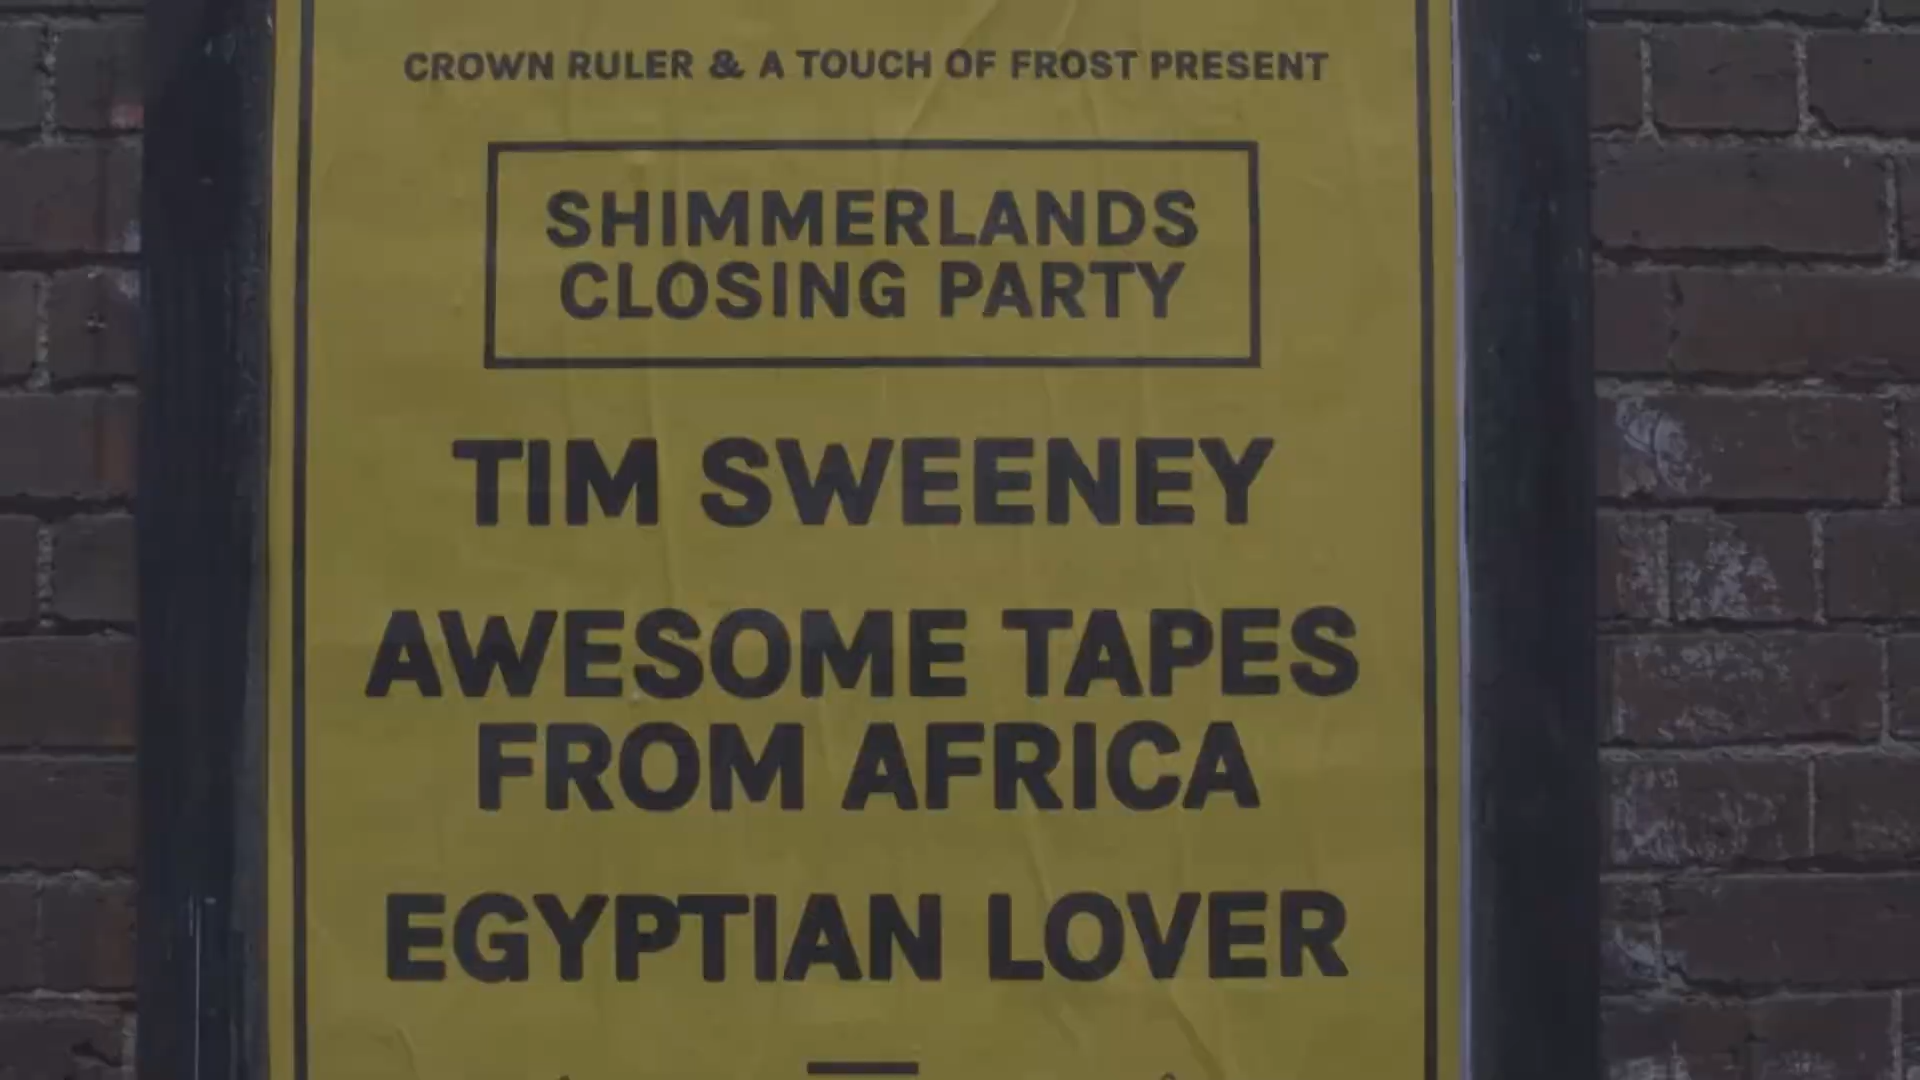 CROWN RULER & A TOUCH OF FROST PRESENT
SHIMMERLANDS
CLOSING PARTY
TIM SWEENEY
AWESOME TAPES
FROM AFRICA
EGYPTIAN LOVER